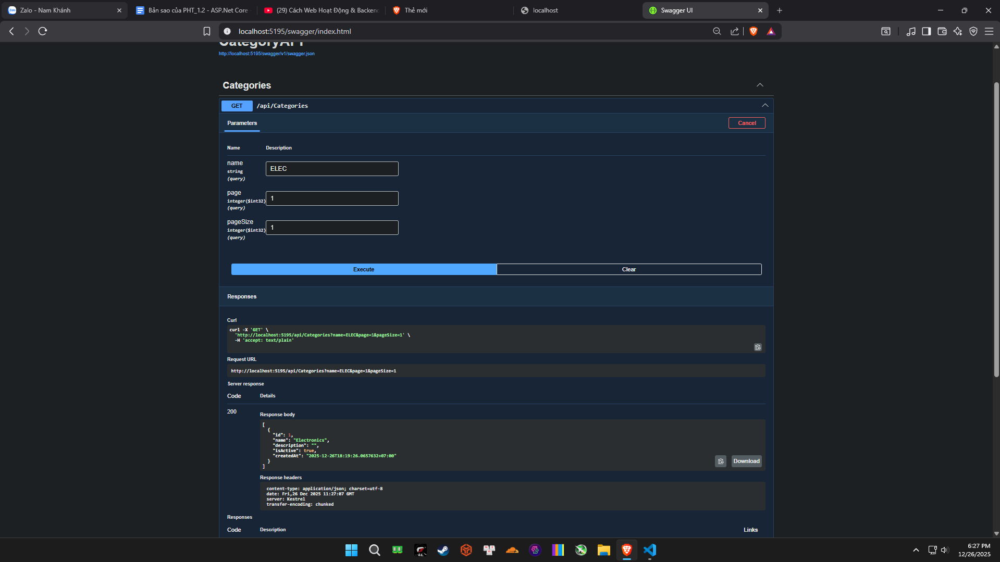 Zalo - Nam Khánh
Bản sao của PHT_1.2 - ASP.Net Core
(29) Cách Web Hoạt Động & Backend
Thẻ mới
localhost
Swagger UI
localhost:5195/swagger/index.html
CategoryAPI
http://localhost:5195/swagger/v1/swagger.json
Categories
GET /api/Categories
Parameters
Cancel
Name Description
name
string
(query)
ELEC
page
integer($int32)
(query)
1
pageSize
integer($int32)
(query)
1
Execute
Clear
Responses
Curl
curl -X 'GET' \
'http://localhost:5195/api/Categories?name=ELEC&page=1&pageSize=1' \
-H 'accept: text/plain'
Request URL
http://localhost:5195/api/Categories?name=ELEC&page=1&pageSize=1
Server response
Code Details
200
Response body
[
{
"id": 1,
"name": "Electronics",
"description": "",
"isActive": true,
"createdAt": "2025-12-26T18:19:26.0657632+07:00"
}
]
Download
Response headers
content-type: application/json; charset=utf-8
date: Fri,26 Dec 2025 11:27:07 GMT
server: Kestrel
transfer-encoding: chunked
Responses
Code Description Links
6:27 PM
12/26/2025